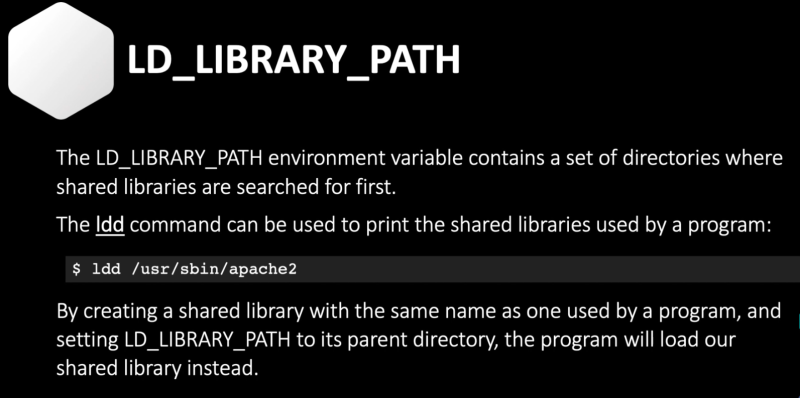 LD_LIBRARY_PATH
The LD_LIBRARY_PATH environment variable contains a set of directories where
shared libraries are searched for first.
The ldd command can be used to print the shared libraries used by a program:
$ ldd /usr/sbin/apache2
By creating a shared library with the same name as one used by a program, and
setting LD_LIBRARY_PATH to its parent directory, the program will load our
shared library instead.